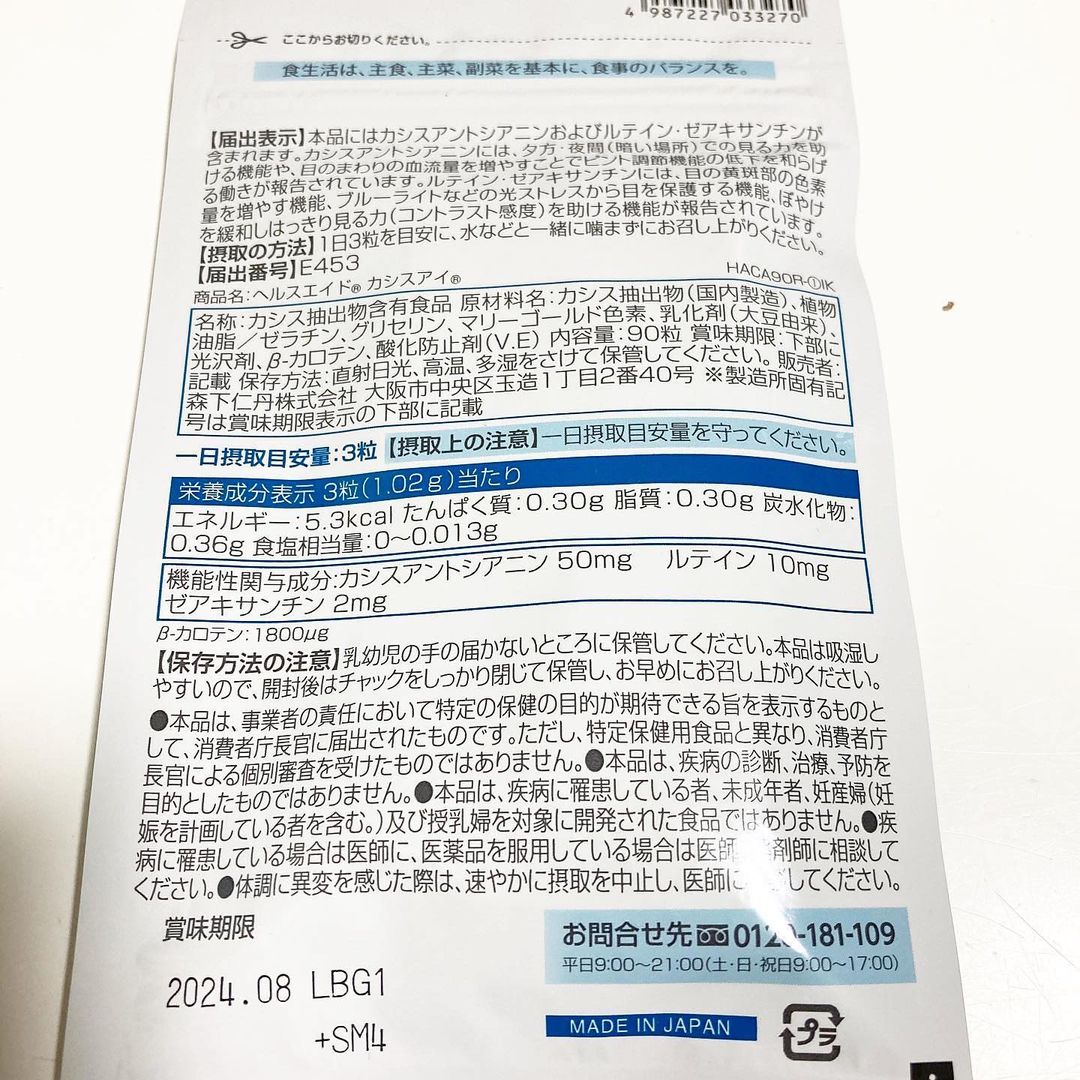 4 987227 033270
ここからお切りください。
食生活は、主食、主菜、副菜を基本に、食事のバランスを。
【届出表示】本品にはカシスアントシアニンおよびルテイン・ゼアキサンチンが
含まれます。カシスアントシアニンには、夕方・夜間(暗い場所)での見る力を助
ける機能や、目のまわりの血流量を増やすことでピント調節機能の低下を和らげ
る働きが報告されています。ルテイン・ゼアキサンチンには、目の黄斑部の色素
量を増やす機能、ブルーライトなどの光ストレスから目を保護する機能、ぼやけ
を緩和しはっきり見る力(コントラスト感度)を助ける機能が報告されています。
【摂取の方法】1日3粒を目安に、水などと一緒に噛まずにお召し上がりください。
【届出番号】E453
HACA90R-①IK
商品名:ヘルスエイド® カシスアイ®
名称:カシス抽出物含有食品 原材料名:カシス抽出物(国内製造)、植物
油脂/ゼラチン、グリセリン、マリーゴールド色素、乳化剤(大豆由来)、
光沢剤、β-カロテン、酸化防止剤(V.E) 内容量:90粒 賞味期限:下部に
記載 保存方法:直射日光、高温、多湿をさけて保管してください。 販売者:
森下仁丹株式会社 大阪市中央区玉造1丁目2番40号 ※製造所固有記
号は賞味期限表示の下部に記載
一日摂取目安量:3粒 【摂取上の注意】一日摂取目安量を守ってください。
栄養成分表示 3粒(1.02g)当たり
エネルギー:5.3kcal たんぱく質:0.30g 脂質:0.30g 炭水化物:
0.36g 食塩相当量:0~0.013g
機能性関与成分:カシスアントシアニン 50mg ルテイン 10mg
ゼアキサンチン 2mg
β-カロテン:1800μg
【保存方法の注意】乳幼児の手の届かないところに保管してください。本品は吸湿し
やすいので、開封後はチャックをしっかり閉じて保管し、お早めにお召し上がりください。
●本品は、事業者の責任において特定の保健の目的が期待できる旨を表示するものと
して、消費者庁長官に届出されたものです。ただし、特定保健用食品と異なり、消費者庁
長官による個別審査を受けたものではありません。●本品は、疾病の診断、治療、予防を
目的としたものではありません。●本品は、疾病に罹患している者、未成年者、妊産婦(妊
娠を計画している者を含む。)及び授乳婦を対象に開発された食品ではありません。●疾
病に罹患している場合は医師に、医薬品を服用している場合は医師、薬剤師に相談して
ください。●体調に異変を感じた際は、速やかに摂取を中止し、医師に してください。
賞味期限
2024.08 LBG1
+SM4
お問合せ先 0120-181-109
平日9:00~21:00(土・日・祝日9:00~17:00)
MADE IN JAPAN
プラ